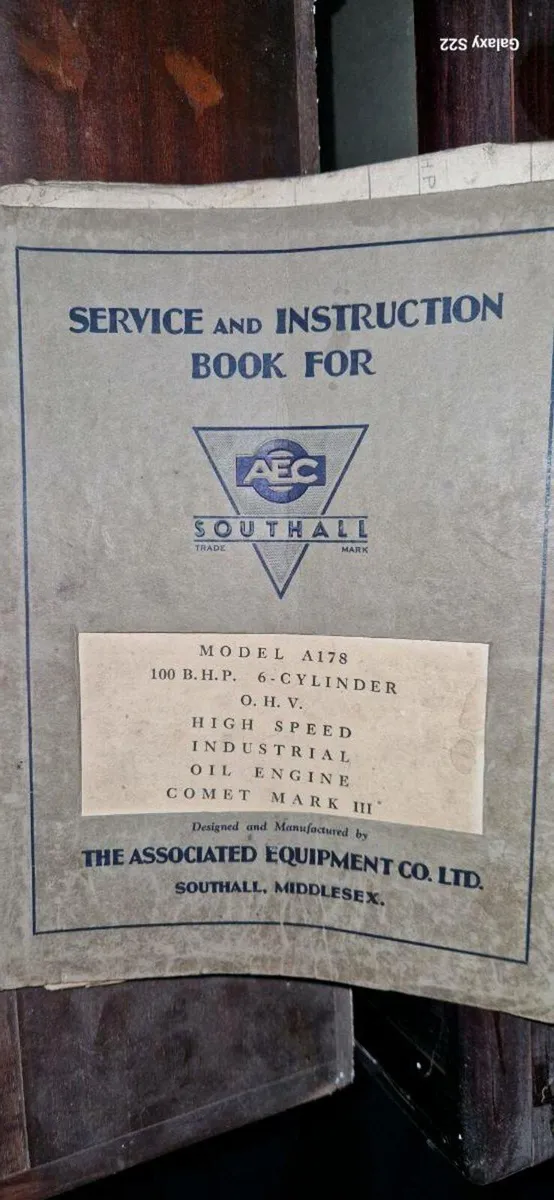 Galaxy S22
SERVICE AND INSTRUCTION
BOOK FOR
AEC
SOUTHALL
TRADE MARK
MODEL A178
100 B.H.P. 6-CYLINDER
O.H.V.
HIGH SPEED
INDUSTRIAL
OIL ENGINE
COMET MARK III
Designed and Manufactured by
THE ASSOCIATED EQUIPMENT CO. LTD.
SOUTHALL, MIDDLESEX.